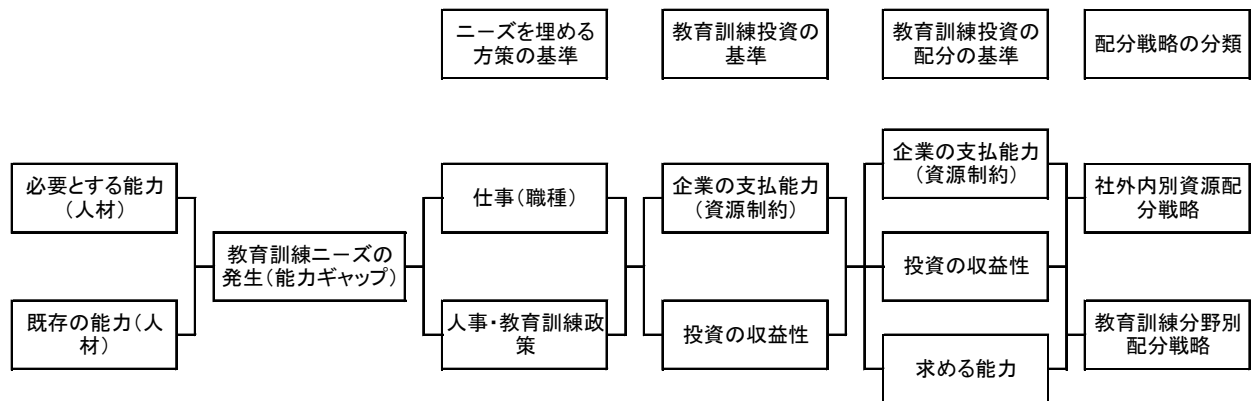 ニーズを埋める
方策の基準
教育訓練投資の
基準
教育訓練投資の
配分の基準
配分戦略の分類
必要とする能力
(人材)
既存の能力(人
材)
教育訓練ニーズの
発生(能力ギャップ)
仕事(職種)
人事・教育訓練政
策
企業の支払能力
(資源制約)
投資の収益性
企業の支払能力
(資源制約)
投資の収益性
求める能力
社外内別資源配
分戦略
教育訓練分野別
配分戦略